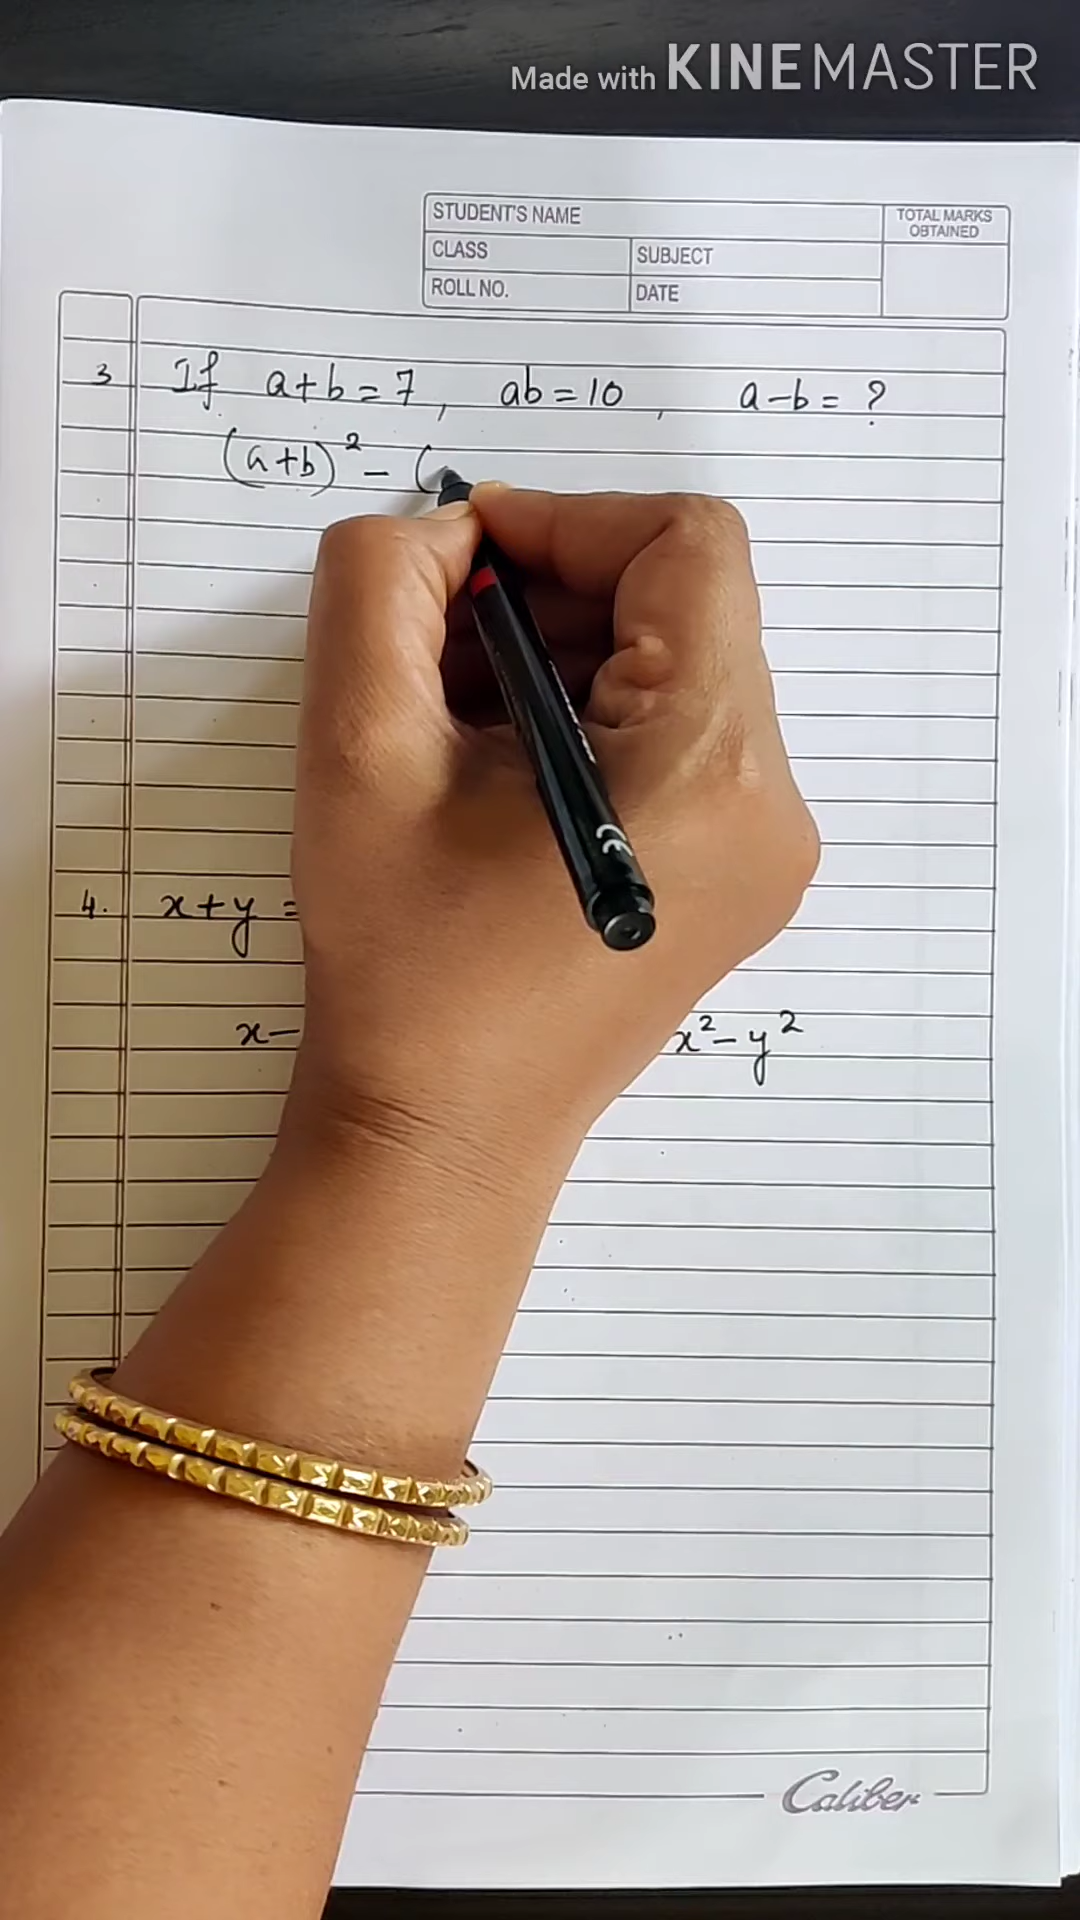 Made with KINEMASTER
STUDENT'S NAME
TOTAL MARKS OBTAINED
CLASS
SUBJECT
ROLL NO.
DATE
3 If a+b=7, ab=10, a-b=?
(a+b)² - (
4. x+y =
x-
x²-y²
CE
Caliber